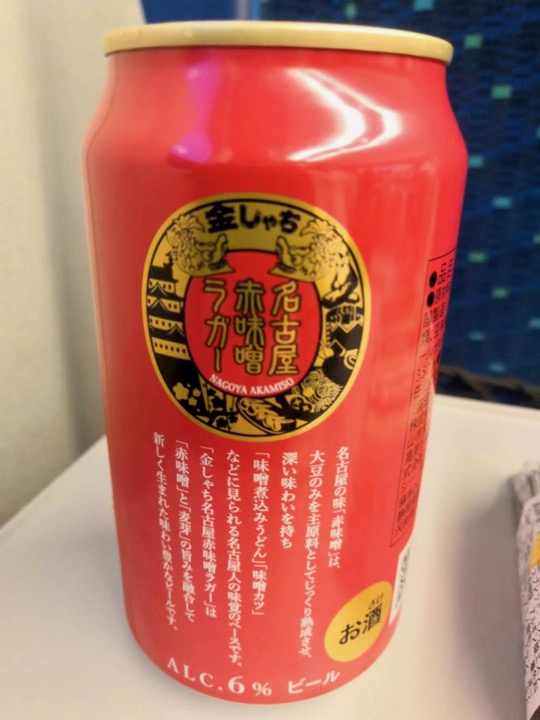 金しゃち
名古屋
赤味噌
ラガー
NAGOYA AKAMISO
名古屋の味「赤味噌」は、
大豆のみを主原料としてじっくり熟成させ、
深い味わいを持ち
「味噌煮込みうどん」「味噌カツ」
などに見られる名古屋人の味覚のベースです。
「金しゃち名古屋赤味噌ラガー」は
「赤味噌」と「麦芽」の旨みを融合して
新しく生まれた味わい豊かなビールです。
お酒
ALC.6% ビール